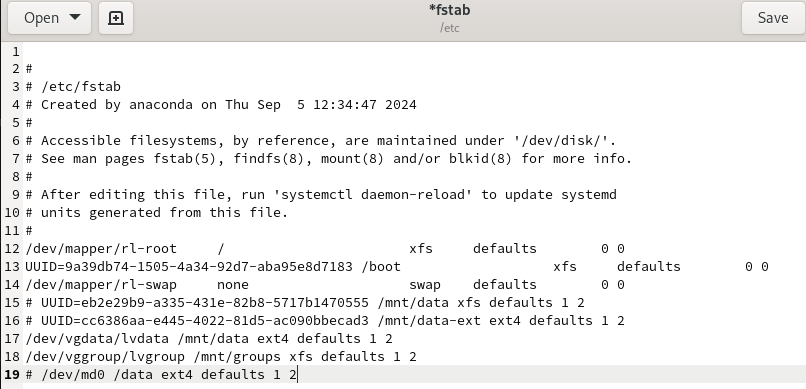 Open
*fstab
/etc
Save
1
2 #
3 # /etc/fstab
4 # Created by anaconda on Thu Sep  5 12:34:47 2024
5 #
6 # Accessible filesystems, by reference, are maintained under '/dev/disk/'.
7 # See man pages fstab(5), findfs(8), mount(8) and/or blkid(8) for more info.
8 #
9 # After editing this file, run 'systemctl daemon-reload' to update systemd
10 # units generated from this file.
11 #
12 /dev/mapper/rl-root     /                       xfs     defaults        0 0
13 UUID=9a39db74-1505-4a34-92d7-aba95e8d7183 /boot                   xfs     defaults        0 0
14 /dev/mapper/rl-swap     none                    swap    defaults        0 0
15 # UUID=eb2e29b9-a335-431e-82b8-5717b1470555 /mnt/data xfs defaults 1 2
16 # UUID=cc6386aa-e445-4022-81d5-ac090bbecad3 /mnt/data-ext ext4 defaults 1 2
17 /dev/vgdata/lvdata /mnt/data ext4 defaults 1 2
18 /dev/vggroup/lvgroup /mnt/groups xfs defaults 1 2
19 # /dev/md0 /data ext4 defaults 1 2